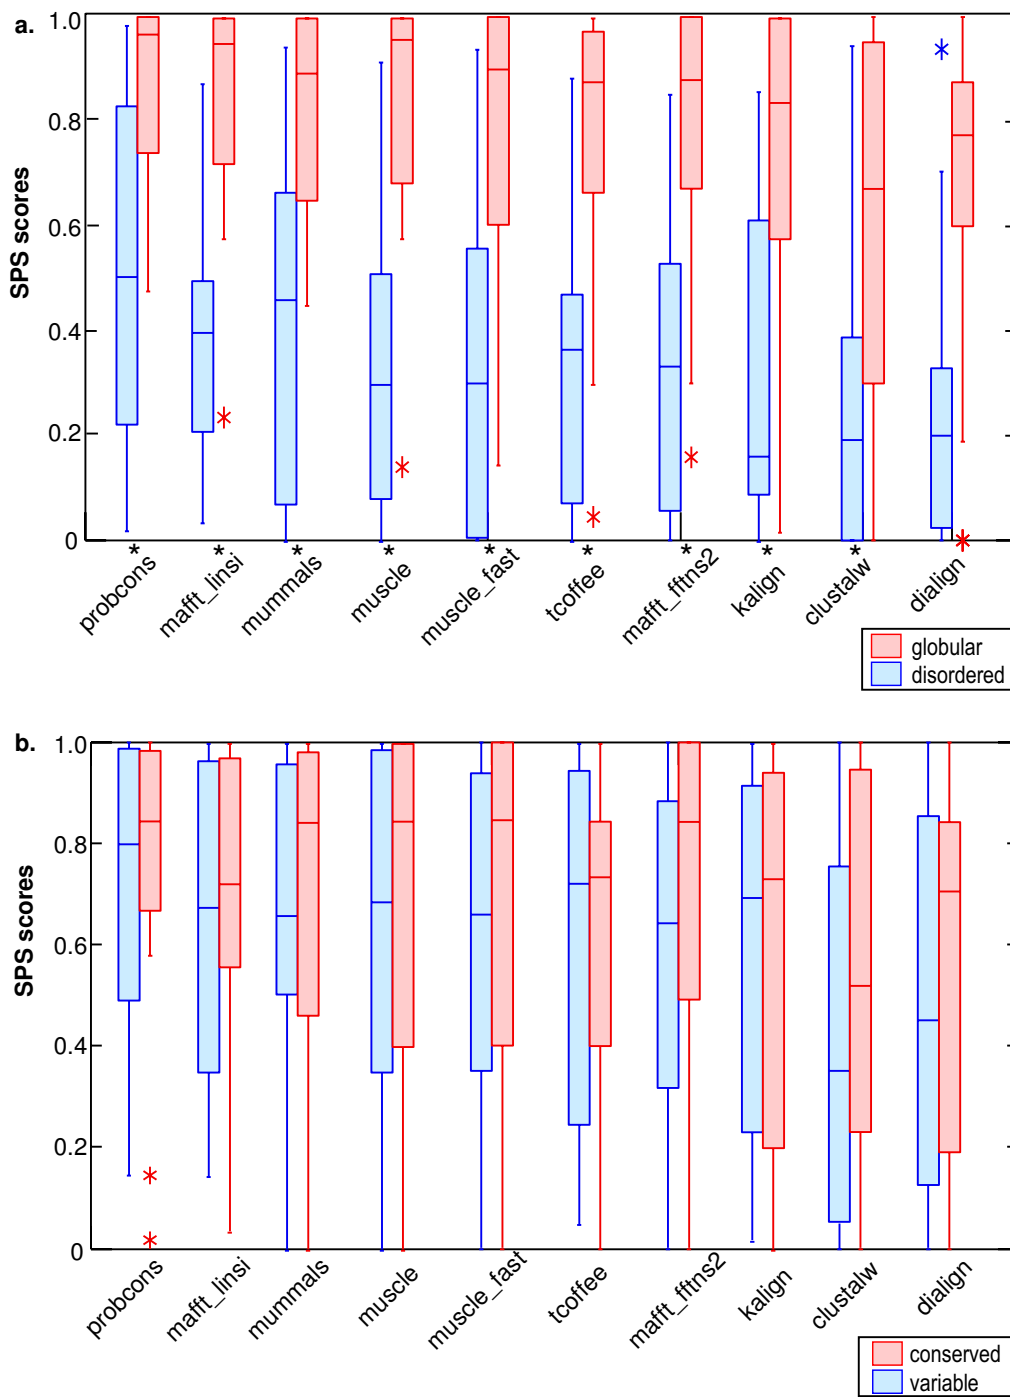 a.
1.0
0.8
0.6
0.4
0.2
0
SPS scores
* * * * * * * * *
probcons
mafft_linsi
mummals
muscle
muscle_fast
tcoffee
mafft_fftns2
kalign
clustalw
dialign
globular
disordered
b.
1.0
0.8
0.6
0.4
0.2
0
SPS scores
probcons
mafft_linsi
mummals
muscle
muscle_fast
tcoffee
mafft_fftns2
kalign
clustalw
dialign
conserved
variable